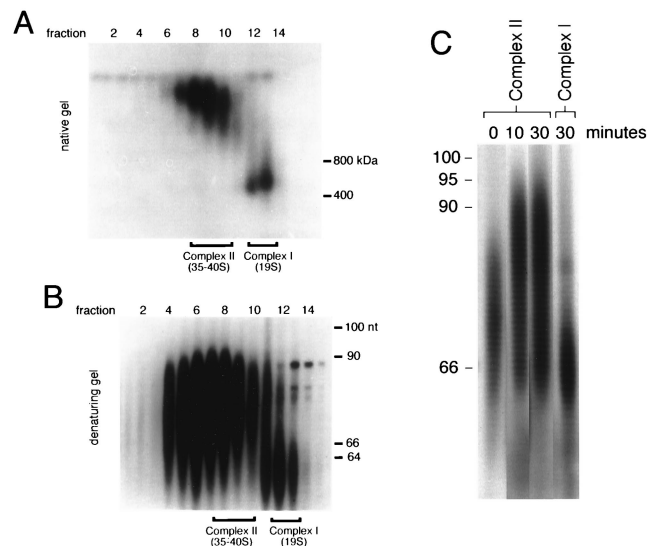 A
fraction 2 4 6 8 10 12 14
native gel
800 kDa
400
Complex II Complex I
(35-40S) (19S)
B
fraction 2 4 6 8 10 12 14
100 nt
90
denaturing gel
66
64
Complex II Complex I
(35-40S) (19S)
C
Complex II
Complex I
0 10 30 30 minutes
100
95
90
66